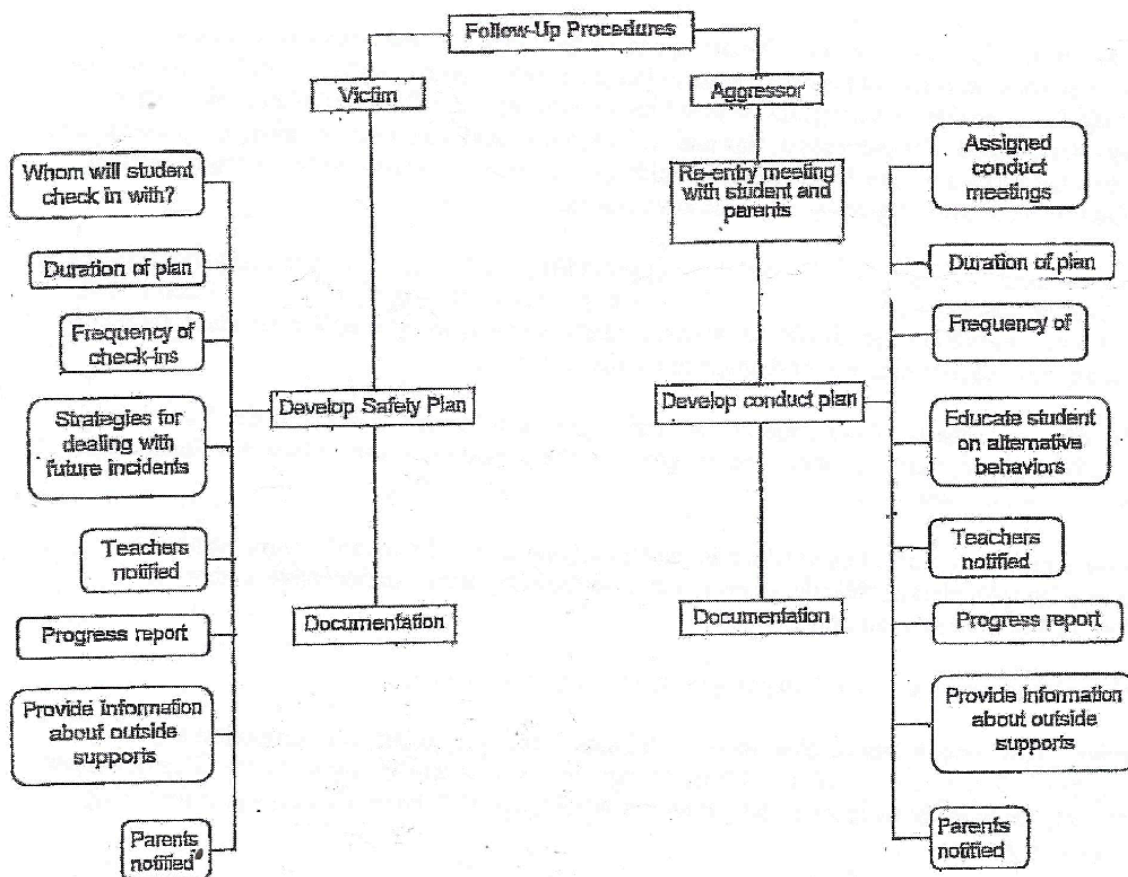 Follow-Up Procedures
Victim
Aggressor
Whom will student
check in with?
Duration of plan
Frequency of
check-ins
Strategies for
dealing with
future incidents
Teachers
notified
Progress report
Provide Information
about outside
supports
Parents
notified
Develop Safety Plan
Documentation
Re-entry meeting
with student and
parents
Develop conduct plan
Documentation
Assigned
conduct
meetings
Duration of plan
Frequency of
Educate student
on alternative
behaviors
Teachers
notified
Progress report
Provide Information
about outside
supports
Parents
notified